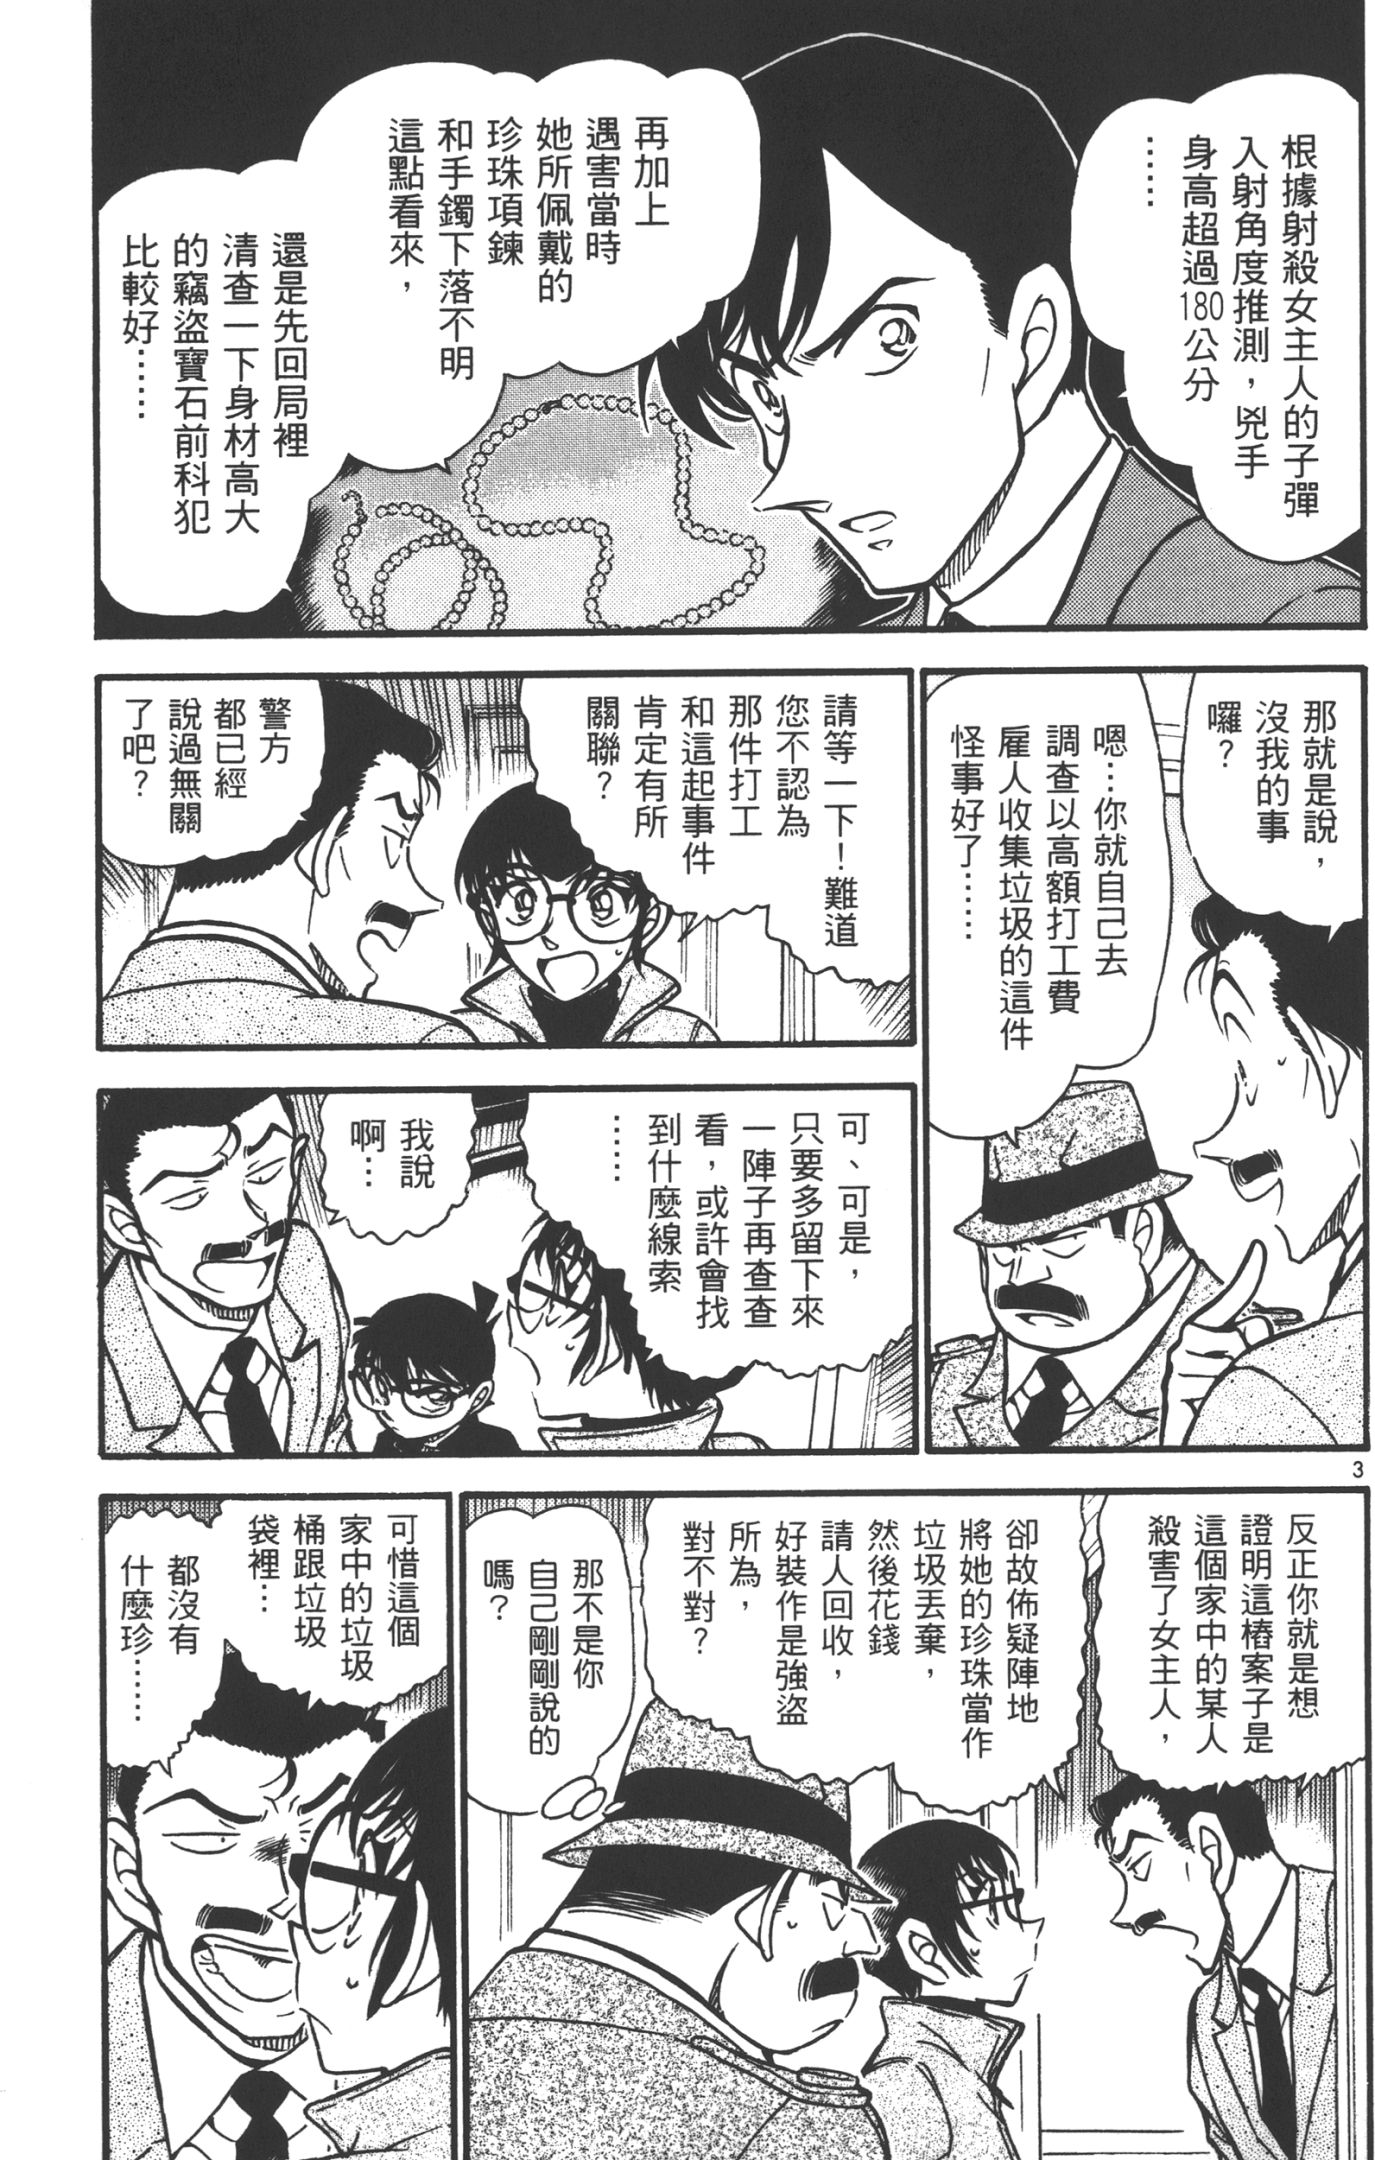 根據射殺女主人的子彈
入射角度推測，兇手
身高超過180公分
……
再加上
遇害當時
她所佩戴的
珍珠項鍊
和手鐲下落不明
這點看來，
還是先回局裡
清查一下身材高大
的竊盜寶石前科犯
比較好……
那就是說，
沒我的事
囉？
嗯…你就自己去
調查以高額打工費
雇人收集垃圾的這件
怪事好了……
請等一下！難道
您不認為
那件打工
和這起事件
肯定有所
關聯？
警方
都已經
說過無關
了吧？
可、可是，
只要多留下來
一陣子再查查
看，或許會找
到什麼線索
……
我說
啊…
3
反正你就是想
證明這樁案子是
這個家中的某人
殺害了女主人，
卻故佈疑陣地
將她的珍珠當作
垃圾丟棄，
然後花錢
請人回收，
好裝作是強盜
所為，
對不對？
那不是你
自己剛剛說的
嗎？
可惜這個
家中的垃圾
桶跟垃圾
袋裡…
都沒有
什麼珍……